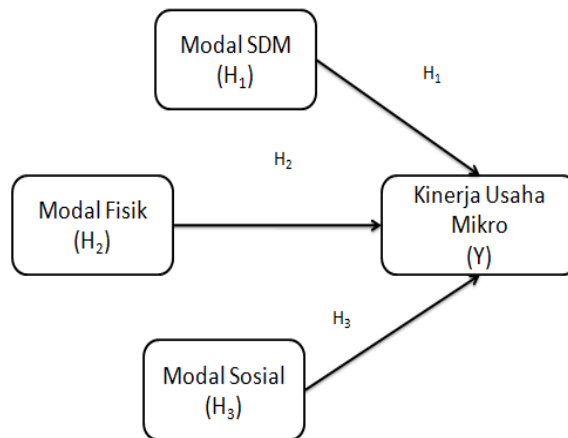 Modal SDM
(H₁)
H₁
H₂
Modal Fisik
(H₂)
Kinerja Usaha
Mikro
(Y)
H₃
Modal Sosial
(H₃)